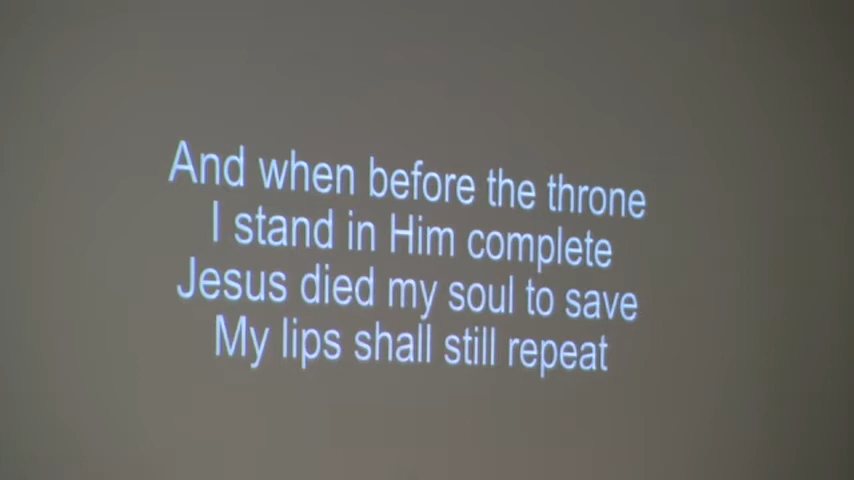 And when before the throne
I stand in Him complete
Jesus died my soul to save
My lips shall still repeat